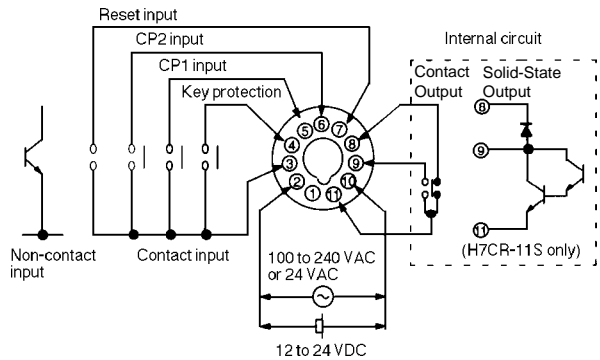 Reset input
CP2 input
CP1 input
Key protection
Internal circuit
Contact Output
Solid-State Output
1
2
3
4
5
6
7
8
9
10
11
8
9
11
(H7CR-11S only)
Non-contact input
Contact input
100 to 240 VAC
or 24 VAC
12 to 24 VDC